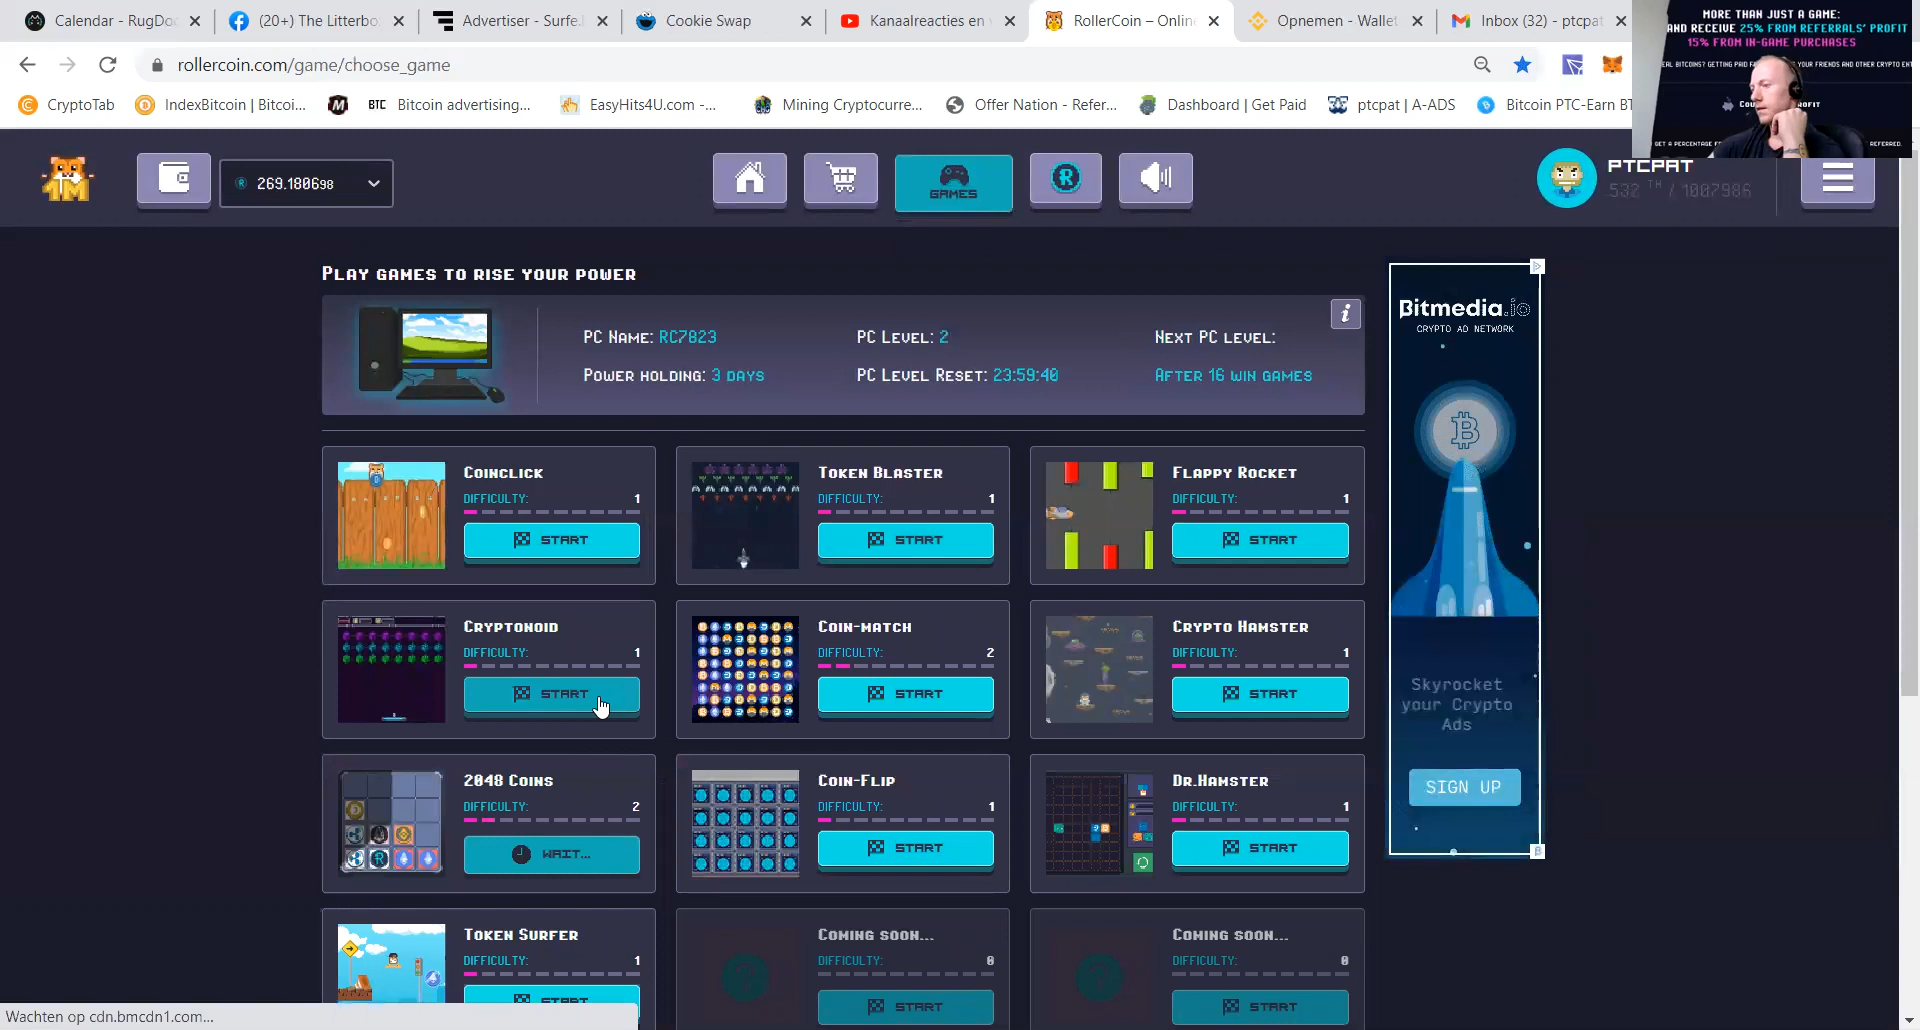 Calendar - RugDo
(20+) The Litterbo
Advertiser - Surfe.
Cookie Swap
Kanaalreacties en
RollerCoin – Onlin
Opnemen - Wallet
Inbox (32) - ptcpat
MORE THAN JUST A GAME:
AND RECEIVE 25% FROM REFERRALS' PROFIT
15% FROM IN-GAME PURCHASES
rollercoin.com/game/choose_game
CryptoTab
IndexBitcoin | Bitcoi...
BTC Bitcoin advertising...
EasyHits4U.com -...
Mining Cryptocurre...
Offer Nation - Refer...
Dashboard | Get Paid
ptcpat | A-ADS
Bitcoin PTC-Earn BT
1M
269.180698
GAMES
PTCPAT
532 TH / 1007986
PLAY GAMES TO RISE YOUR POWER
PC NAME: RC7823
PC LEVEL: 2
NEXT PC LEVEL:
POWER HOLDING: 3 DAYS
PC LEVEL RESET: 23:59:40
AFTER 16 WIN GAMES
COINCLICK
DIFFICULTY: 1
START
TOKEN BLASTER
DIFFICULTY: 1
START
FLAPPY ROCKET
DIFFICULTY: 1
START
CRYPTONOID
DIFFICULTY: 1
START
COIN-MATCH
DIFFICULTY: 2
START
CRYPTO HAMSTER
DIFFICULTY: 1
START
2048 COINS
DIFFICULTY: 2
WAIT...
COIN-FLIP
DIFFICULTY: 1
START
DR.HAMSTER
DIFFICULTY: 1
START
TOKEN SURFER
DIFFICULTY: 1
START
COMING SOON...
DIFFICULTY: 0
START
COMING SOON...
DIFFICULTY: 0
START
Bitmedia.io
CRYPTO AD NETWORK
Skyrocket
your Crypto
Ads
SIGN UP
Wachten op cdn.bmcdn1.com...